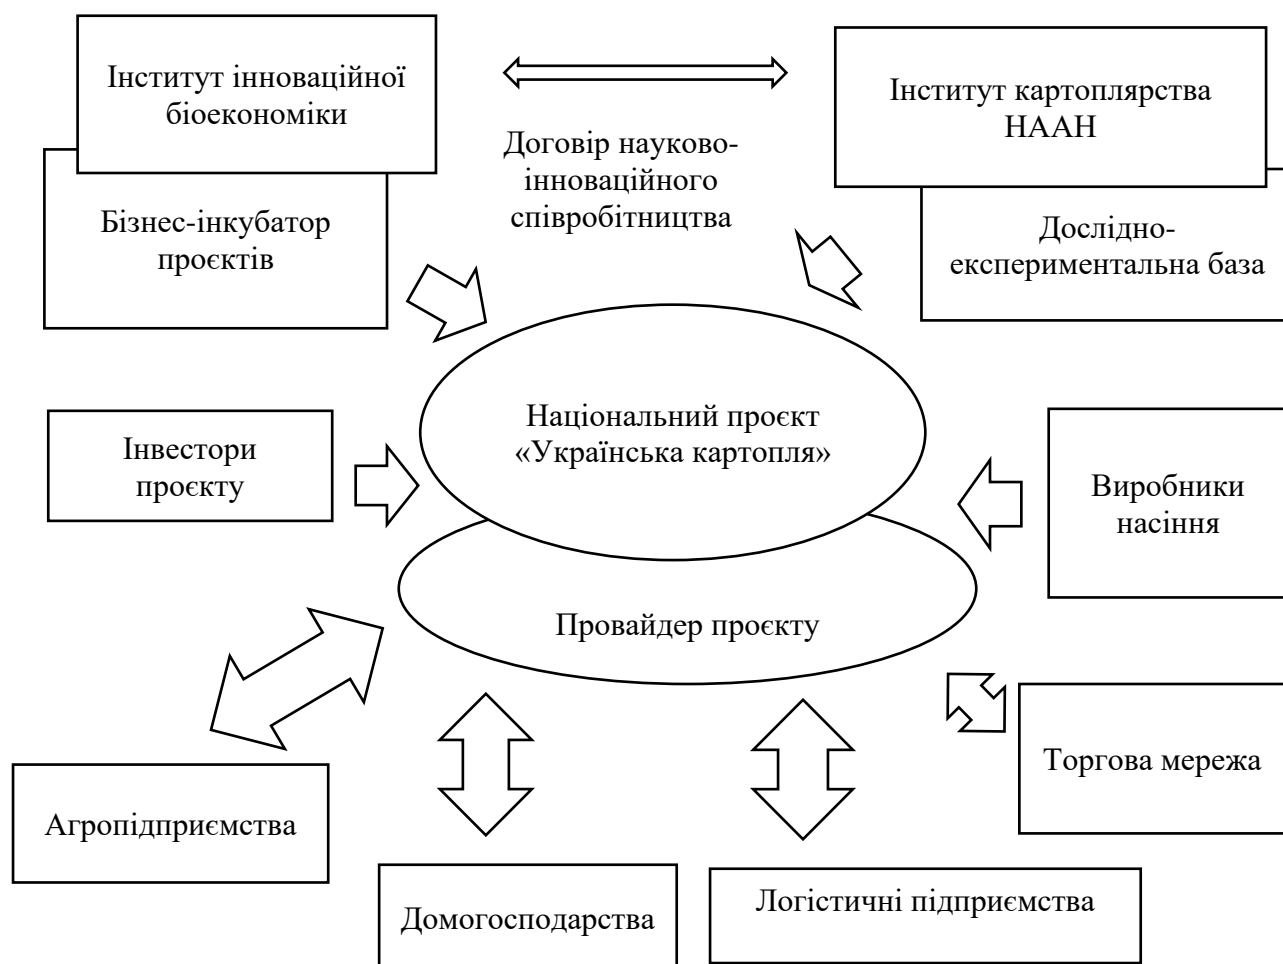 Інститут інноваційної
біоекономіки
Інститут картоплярства
НААН
Договір науково-
інноваційного
співробітництва
Бізнес-інкубатор
проєктів
Дослідно-
експериментальна база
Національний проєкт
«Українська картопля»
Інвестори
проєкту
Виробники
насіння
Провайдер проєкту
Торгова мережа
Агропідприємства
Домогосподарства
Логістичні підприємства